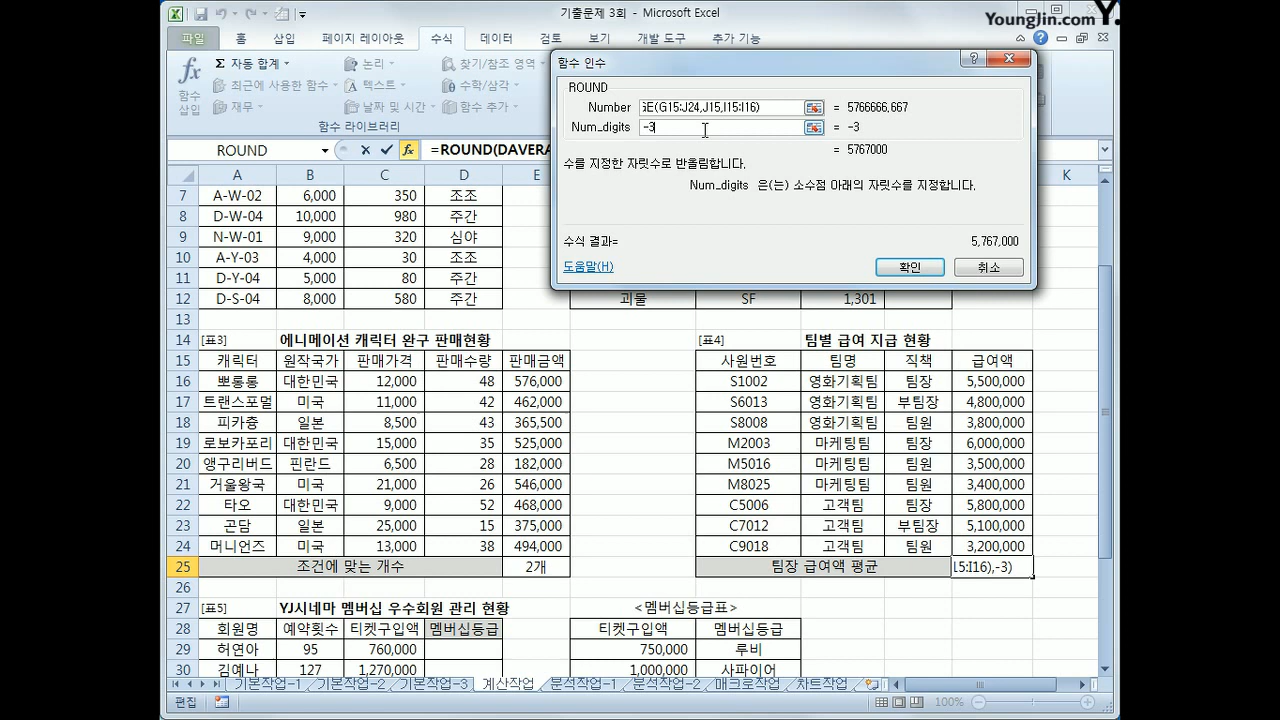 기출문제 3회 - Microsoft Excel
YoungJin.com Y.
파일 홈 삽입 페이지 레이아웃 수식 데이터 검토 보기 개발 도구 추가 기능
fx 함수 삽입
Σ 자동 합계 논리 찾기/참조 영역
최근에 사용한 함수 텍스트 수학/삼각
재무 날짜 및 시간 함수 추가
함수 라이브러리
함수 인수
ROUND
Number GE(G15:J24,J15,I15:I16) = 5766666,667
Num_digits -3 = -3
= 5767000
수를 지정한 자릿수로 반올림합니다.
Num_digits 은(는) 소수점 아래의 자릿수를 지정합니다.
수식 결과= 5,767,000
도움말(H) 확인 취소
ROUND fx =ROUND(DAVERA
A B C D E K
7 A-W-02 6,000 350 조조
8 D-W-04 10,000 980 주간
9 N-W-01 9,000 320 심야
10 A-Y-03 4,000 30 조조
11 D-Y-04 5,000 80 주간
12 D-S-04 8,000 580 주간 괴물 SF 1,301
13
14 [표3] 에니메이션 캐릭터 완구 판매현황 [표4] 팀별 급여 지급 현황
15 캐릭터 원작국가 판매가격 판매수량 판매금액 사원번호 팀명 직책 급여액
16 뽀롱롱 대한민국 12,000 48 576,000 S1002 영화기획팀 팀장 5,500,000
17 트랜스포멀 미국 11,000 42 462,000 S6013 영화기획팀 부팀장 4,800,000
18 피카츔 일본 8,500 43 365,500 S8008 영화기획팀 팀원 3,800,000
19 로보카포리 대한민국 15,000 35 525,000 M2003 마케팅팀 팀장 6,000,000
20 앵구리버드 핀란드 6,500 28 182,000 M5016 마케팅팀 팀원 3,500,000
21 거울왕국 미국 21,000 26 546,000 M8025 마케팅팀 팀원 3,400,000
22 타오 대한민국 9,000 52 468,000 C5006 고객팀 팀장 5,800,000
23 곤담 일본 25,000 15 375,000 C7012 고객팀 부팀장 5,100,000
24 머니언즈 미국 13,000 38 494,000 C9018 고객팀 팀원 3,200,000
25 조건에 맞는 개수 2개 팀장 급여액 평균 15:I16),-3)
26
27 [표5] YJ시네마 멤버십 우수회원 관리 현황 <멤버십등급표>
28 회원명 예약횟수 티켓구입액 멤버십등급 티켓구입액 멤버십등급
29 허연아 95 760,000 750,000 루비
30 김예나 127 1,270,000 1,000,000 사파이어
기본작업-1 기본작업-2 기본작업-3 계산작업 분석작업-1 분석작업-2 매크로작업 차트작업
편집 100%